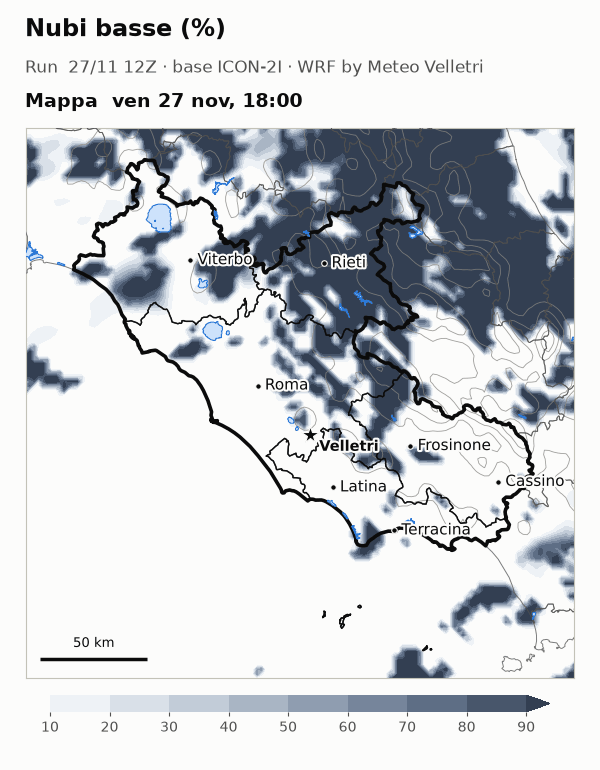 Nubi basse (%)
Run  27/11 12Z · base ICON-2I · WRF by Meteo Velletri
Mappa  ven 27 nov, 18:00
Viterbo
Rieti
Roma
Velletri
Frosinone
Latina
Cassino
Terracina
50 km
10 20 30 40 50 60 70 80 90